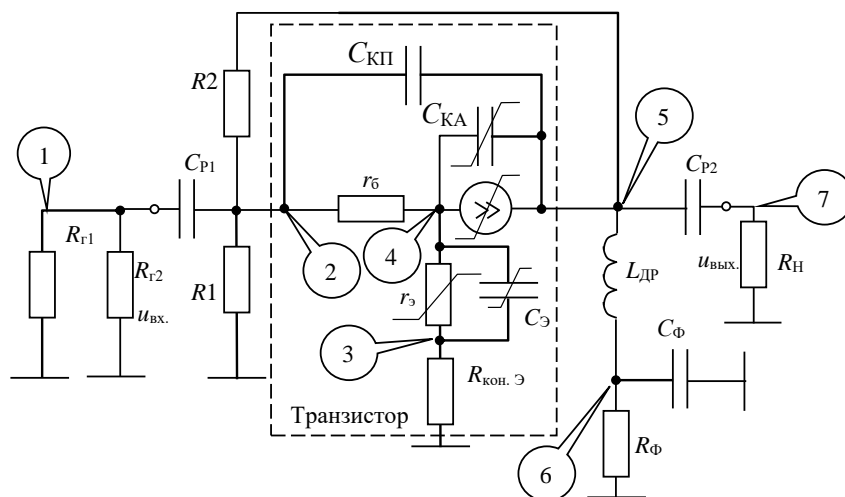 C_КП
R2
C_КА
1
5
C_Р1
C_Р2
7
r_б
R_г1
2
4
R_г2
R1
u_вх.
r_э
C_Э
L_ДР
u_вых.
R_Н
3
C_Ф
R_кон. Э
Транзистор
6
R_Ф